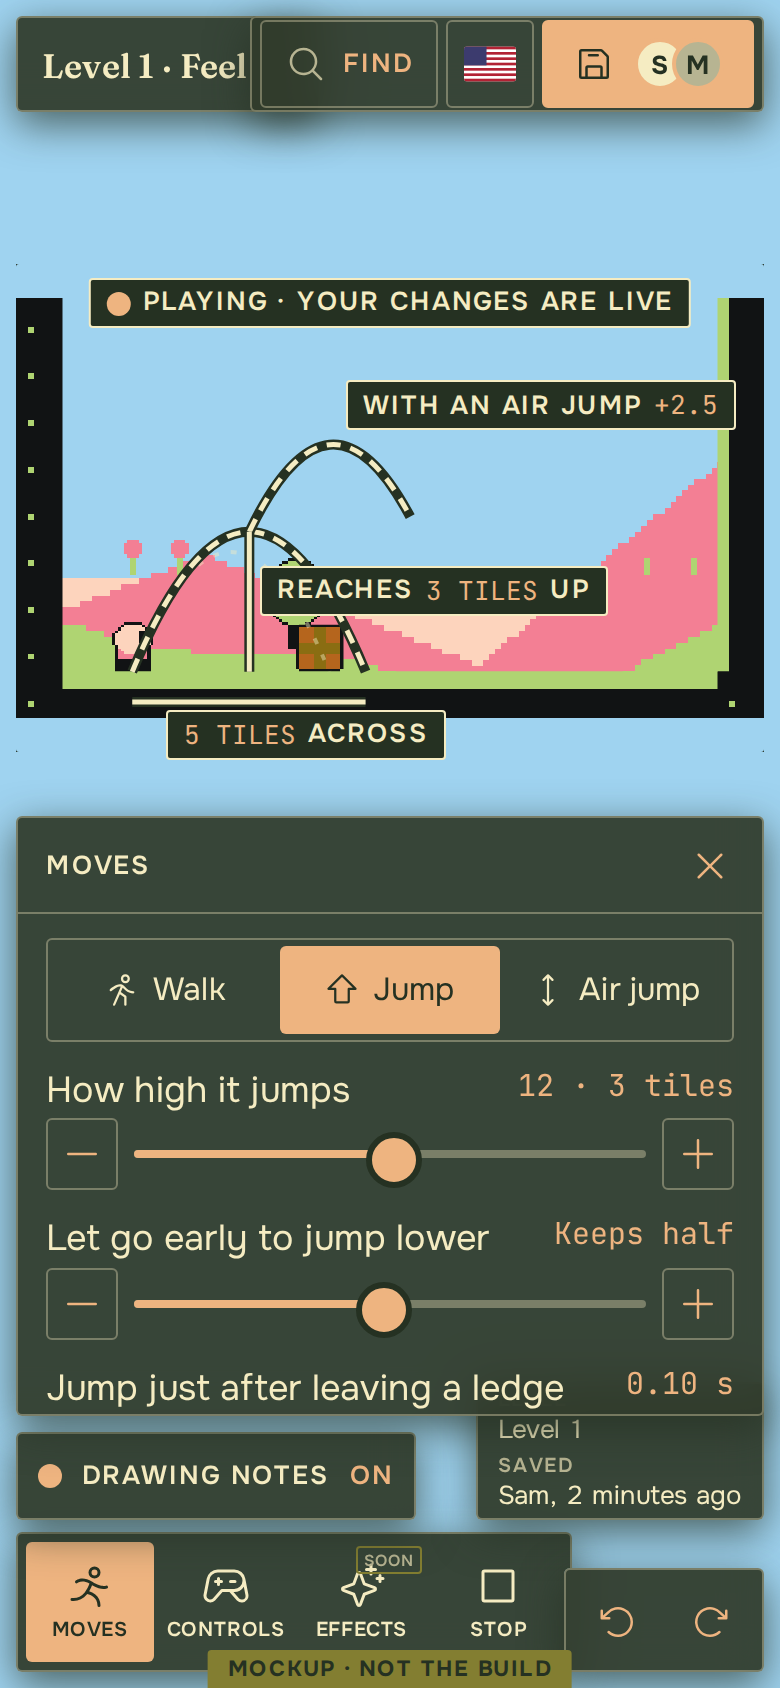 Level 1 · Feel
FIND
S M
PLAYING · YOUR CHANGES ARE LIVE
WITH AN AIR JUMP +2.5
REACHES 3 TILES UP
5 TILES ACROSS
MOVES
Walk
Jump
Air jump
How high it jumps
12 · 3 tiles
Let go early to jump lower
Keeps half
Jump just after leaving a ledge
0.10 s
Level 1
SAVED
Sam, 2 minutes ago
DRAWING NOTES ON
SOON
MOVES
CONTROLS
EFFECTS
STOP
MOCKUP · NOT THE BUILD